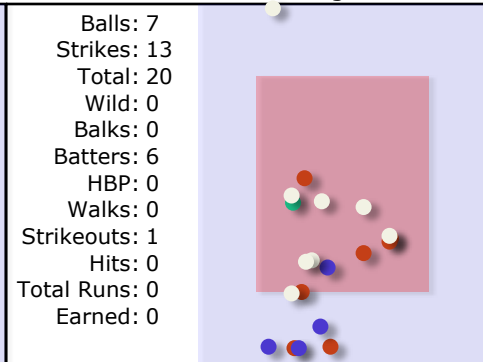 Balls: 7
Strikes: 13
Total: 20
Wild: 0
Balks: 0
Batters: 6
HBP: 0
Walks: 0
Strikeouts: 1
Hits: 0
Total Runs: 0
Earned: 0